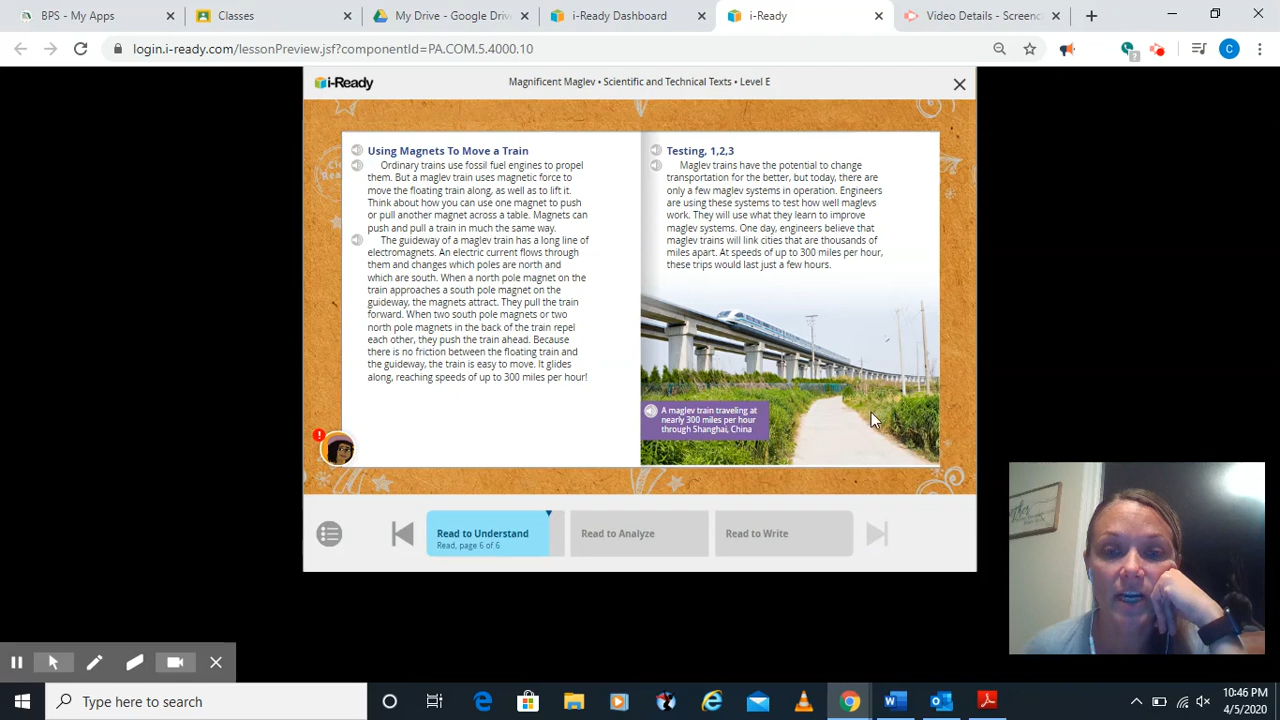 BPS - My Apps
Classes
My Drive - Google Dr
i-Ready Dashboard
i-Ready
Video Details - Screenc
login.i-ready.com/lessonPreview.jsf?componentId=PA.COM.5.4000.10
C
i-Ready
Magnificent Maglev • Scientific and Technical Texts • Level E
Using Magnets To Move a Train
Ordinary trains use fossil fuel engines to propel
them. But a maglev train uses magnetic force to
move the floating train along, as well as to lift it.
Think about how you can use one magnet to push
or pull another magnet across a table. Magnets can
push and pull a train in much the same way.
The guideway of a maglev train has a long line of
electromagnets. An electric current flows through
them and changes which poles are north and
which are south. When a north pole magnet on the
train approaches a south pole magnet on the
guideway, the magnets attract. They pull the train
forward. When two south pole magnets or two
north pole magnets in the back of the train repel
each other, they push the train ahead. Because
there is no friction between the floating train and
the guideway, the train is easy to move. It glides
along, reaching speeds of up to 300 miles per hour!
Testing, 1,2,3
Maglev trains have the potential to change
transportation for the better, but today, there are
only a few maglev systems in operation. Engineers
are using these systems to test how well maglevs
work. They will use what they learn to improve
maglev systems. One day, engineers believe that
maglev trains will link cities that are thousands of
miles apart. At speeds of up to 300 miles per hour,
these trips would last just a few hours.
A maglev train traveling at
nearly 300 miles per hour
through Shanghai, China
!
Read to Understand
Read, page 6 of 6
Read to Analyze
Read to Write
Type here to search
10:46 PM
4/5/2020